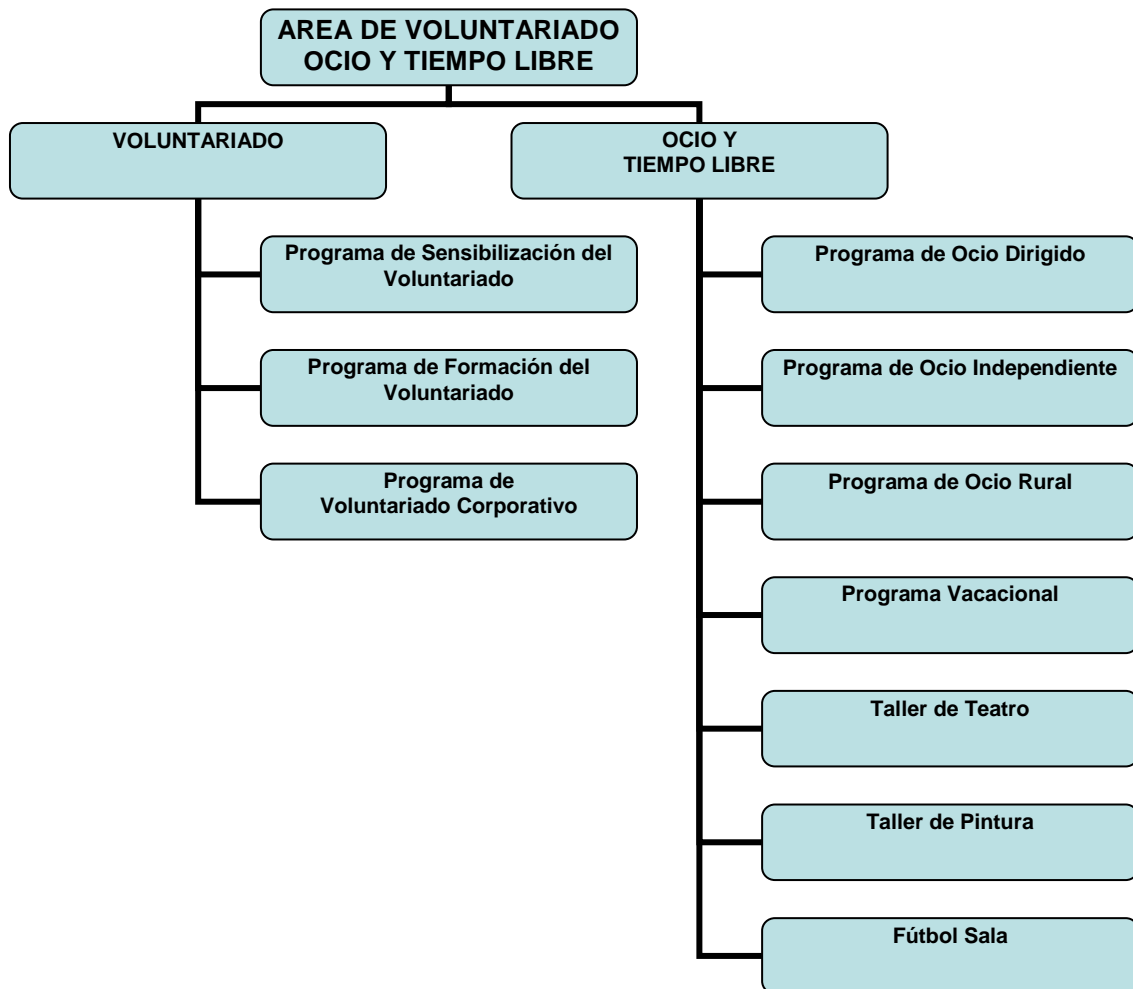 AREA DE VOLUNTARIADO
OCIO Y TIEMPO LIBRE
VOLUNTARIADO
OCIO Y
TIEMPO LIBRE
Programa de Sensibilización del
Voluntariado
Programa de Formación del
Voluntariado
Programa de
Voluntariado Corporativo
Programa de Ocio Dirigido
Programa de Ocio Independiente
Programa de Ocio Rural
Programa Vacacional
Taller de Teatro
Taller de Pintura
Fútbol Sala